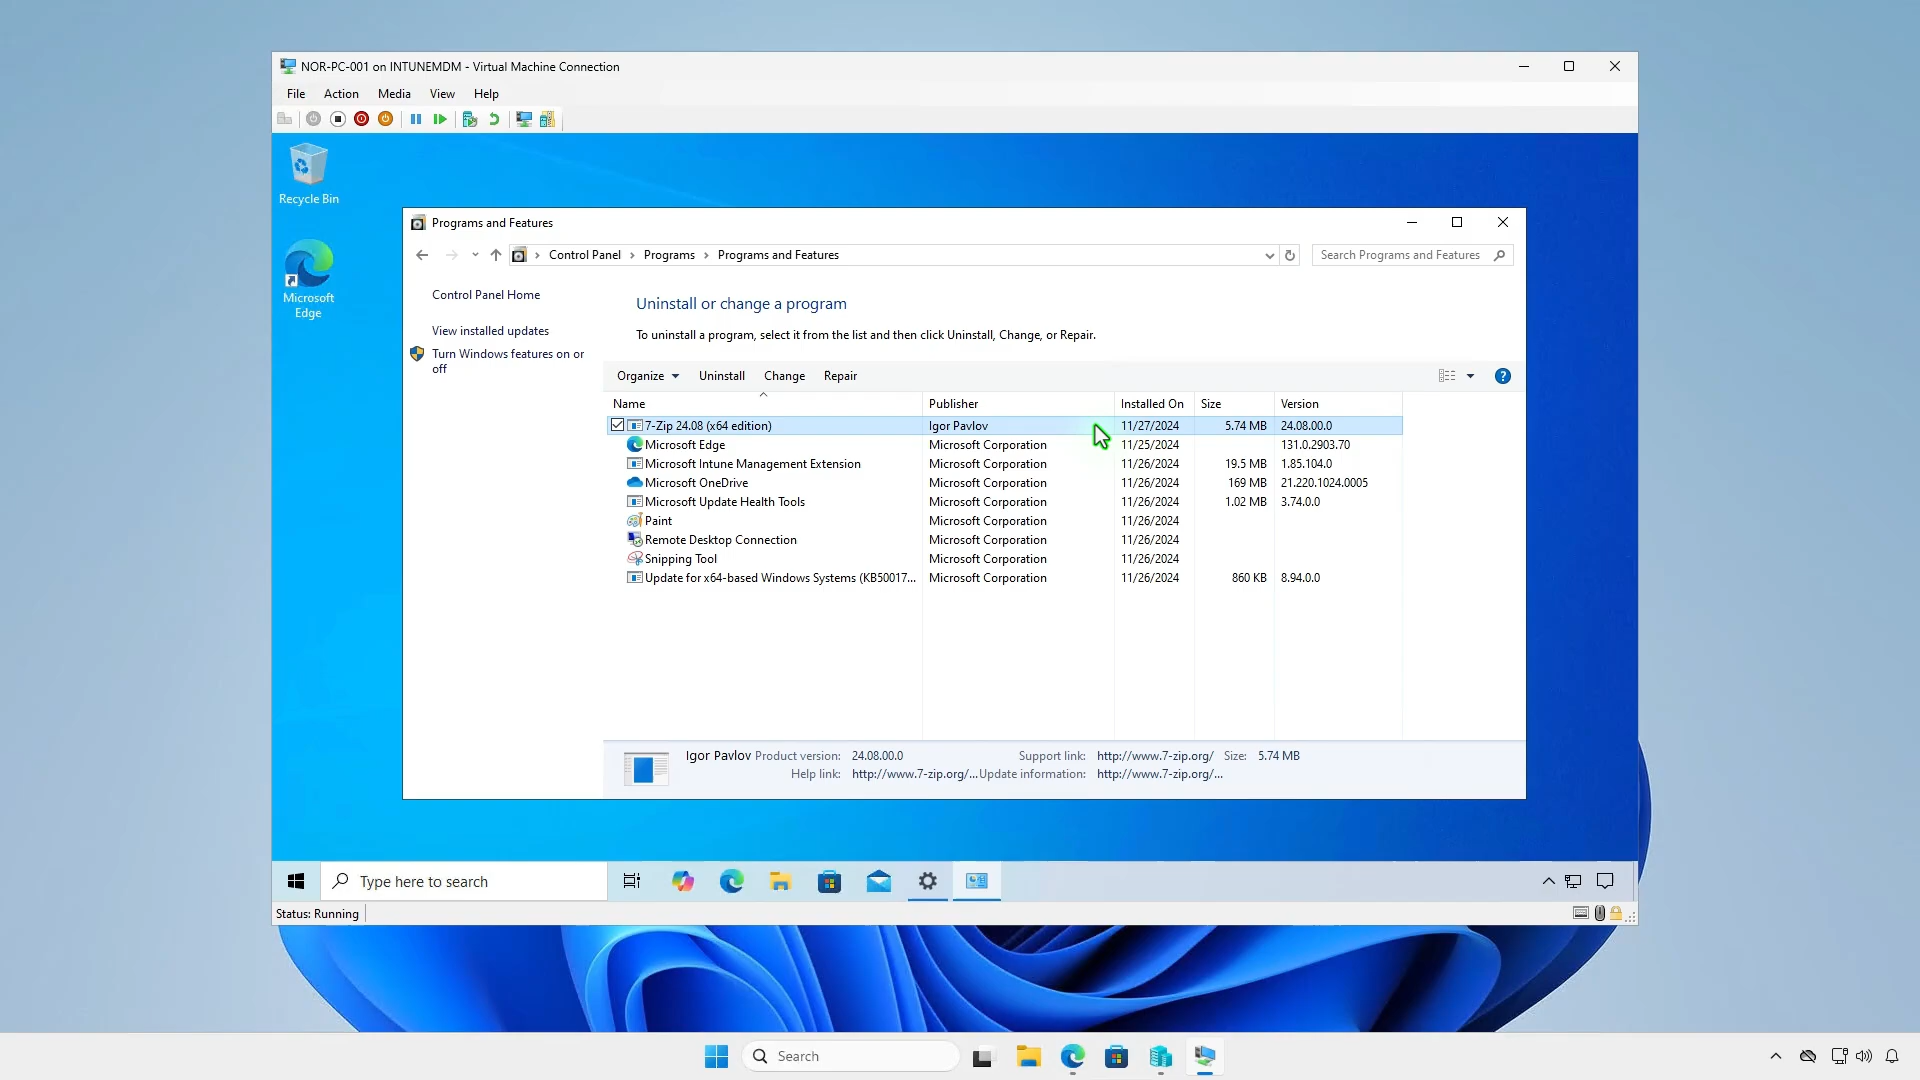 NOR-PC-001 on INTUNEMDM - Virtual Machine Connection
File Action Media View Help
Recycle Bin
Microsoft
Edge
Programs and Features
Control Panel Programs Programs and Features
Search Programs and Features
Control Panel Home
View installed updates
Turn Windows features on or
off
Uninstall or change a program
To uninstall a program, select it from the list and then click Uninstall, Change, or Repair.
Organize Uninstall Change Repair
Name Publisher Installed On Size Version
7-Zip 24.08 (x64 edition) Igor Pavlov 11/27/2024 5.74 MB 24.08.00.0
Microsoft Edge Microsoft Corporation 11/25/2024 131.0.2903.70
Microsoft Intune Management Extension Microsoft Corporation 11/26/2024 19.5 MB 1.85.104.0
Microsoft OneDrive Microsoft Corporation 11/26/2024 169 MB 21.220.1024.0005
Microsoft Update Health Tools Microsoft Corporation 11/26/2024 1.02 MB 3.74.0.0
Paint Microsoft Corporation 11/26/2024
Remote Desktop Connection Microsoft Corporation 11/26/2024
Snipping Tool Microsoft Corporation 11/26/2024
Update for x64-based Windows Systems (KB50017... Microsoft Corporation 11/26/2024 860 KB 8.94.0.0
Igor Pavlov Product version: 24.08.00.0 Support link: http://www.7-zip.org/ Size: 5.74 MB
Help link: http://www.7-zip.org/... Update information: http://www.7-zip.org/...
Type here to search
Status: Running
Search